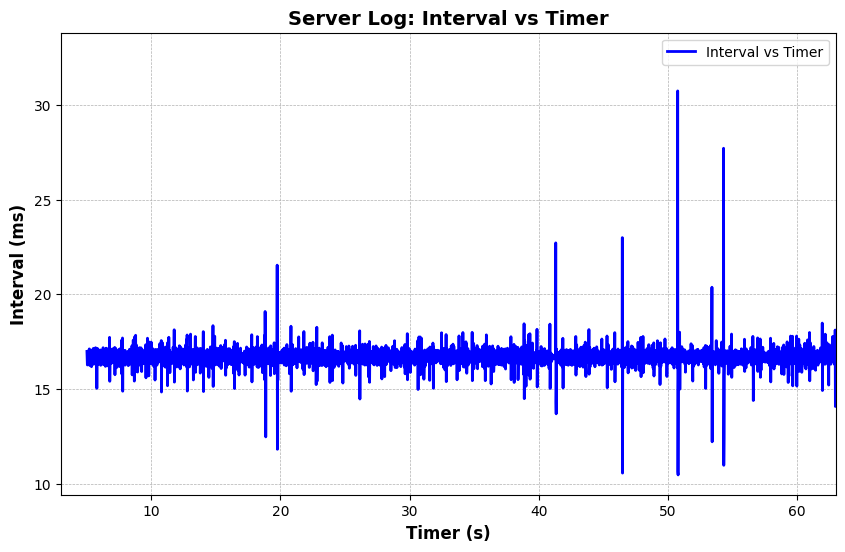 Server Log: Interval vs Timer
Interval vs Timer
30
25
20
15
10
Interval (ms)
10 20 30 40 50 60
Timer (s)